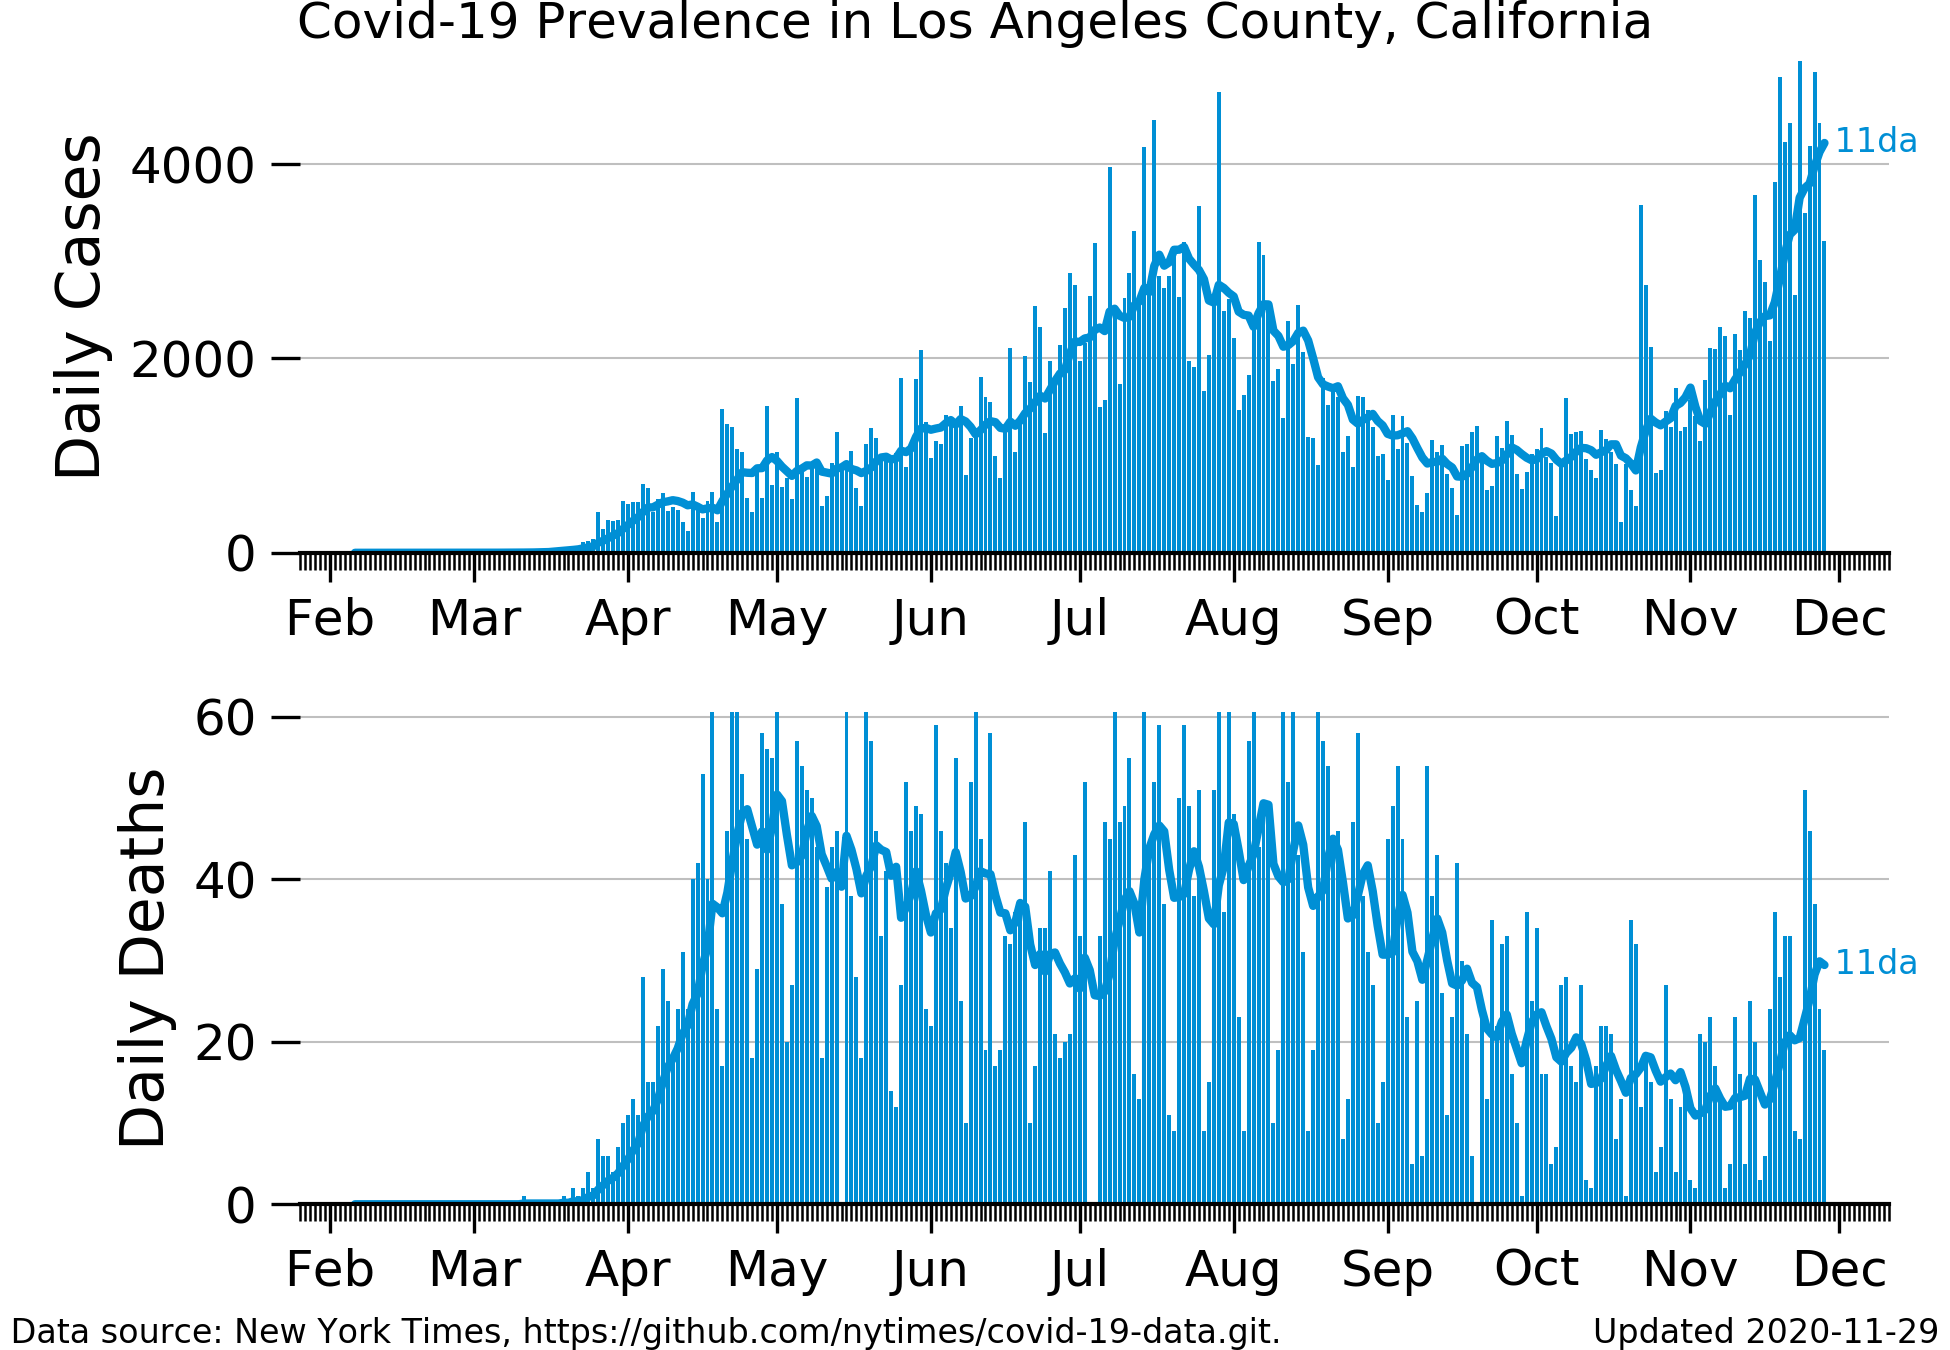 Covid-19 Prevalence in Los Angeles County, California
Daily Cases
4000
2000
0
11da
Feb Mar Apr May Jun Jul Aug Sep Oct Nov Dec
Daily Deaths
60
40
20
0
11da
Feb Mar Apr May Jun Jul Aug Sep Oct Nov Dec
Data source: New York Times, https://github.com/nytimes/covid-19-data.git.
Updated 2020-11-29